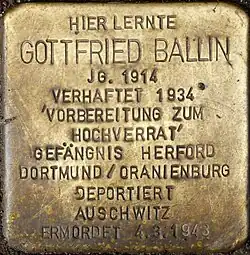 HIER LERNTE
GOTTFRIED BALLIN
JG. 1914
VERHAFTET 1934
'VORBEREITUNG ZUM
HOCHVERRAT'
GEFÄNGNIS HERFORD
DORTMUND/ORANIENBURG
DEPORTIERT
AUSCHWITZ
ERMORDET 4.3.1943